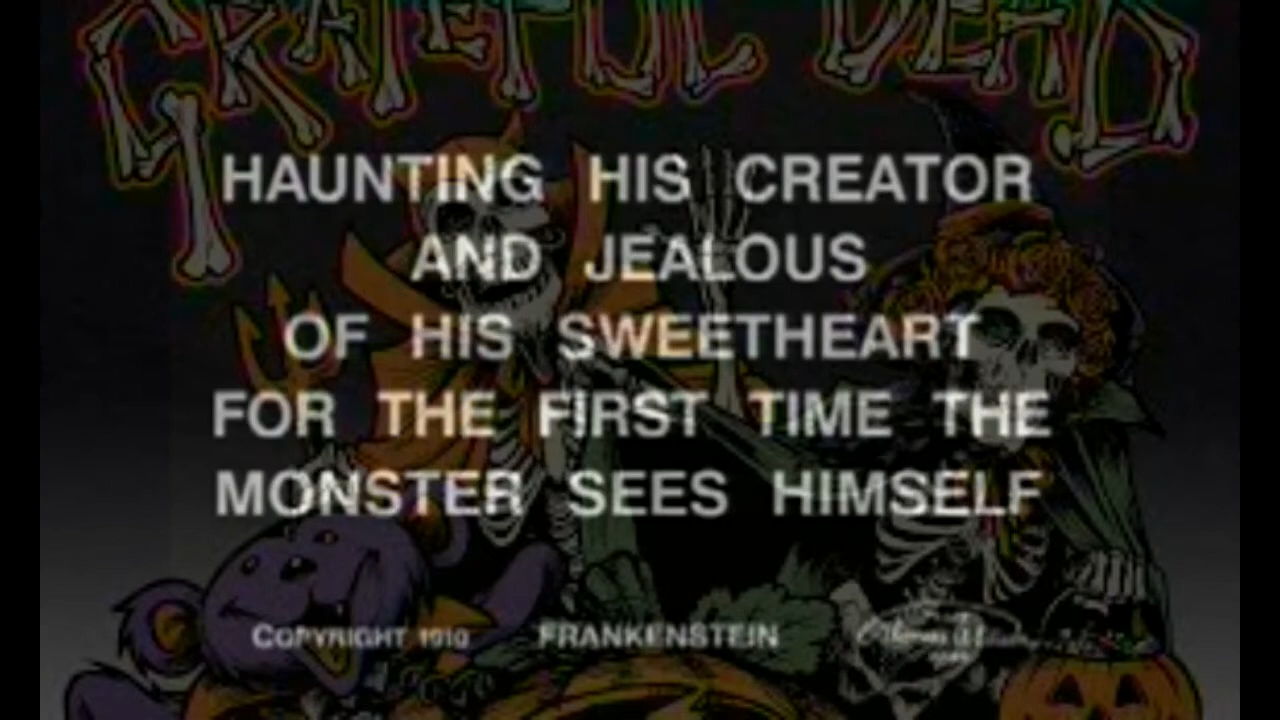 GRATEFUL DEAD
HAUNTING HIS CREATOR
AND JEALOUS
OF HIS SWEETHEART
FOR THE FIRST TIME THE
MONSTER SEES HIMSELF
COPYRIGHT 1910 FRANKENSTEIN